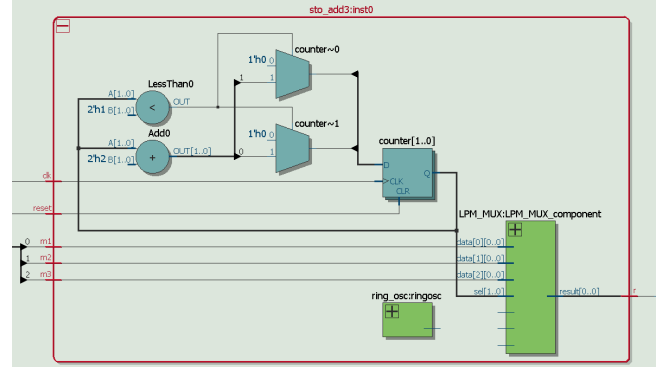 sto_add3:inst0
counter~0
1'h0
0
1
1
LessThan0
A[1..0]
2'h1 B[1..0]
<
OUT
counter~1
1'h0
0
0
1
Add0
A[1..0]
2'h2 B[1..0]
+
OUT[1..0]
counter[1..0]
D
Q
CLK
CLR
clk
reset
LPM_MUX:LPM_MUX_component
0 m1
data[0][0..0]
1 m2
data[1][0..0]
2 m3
data[2][0..0]
ring_osc:ringosc
sel[1..0]
result[0..0]
r